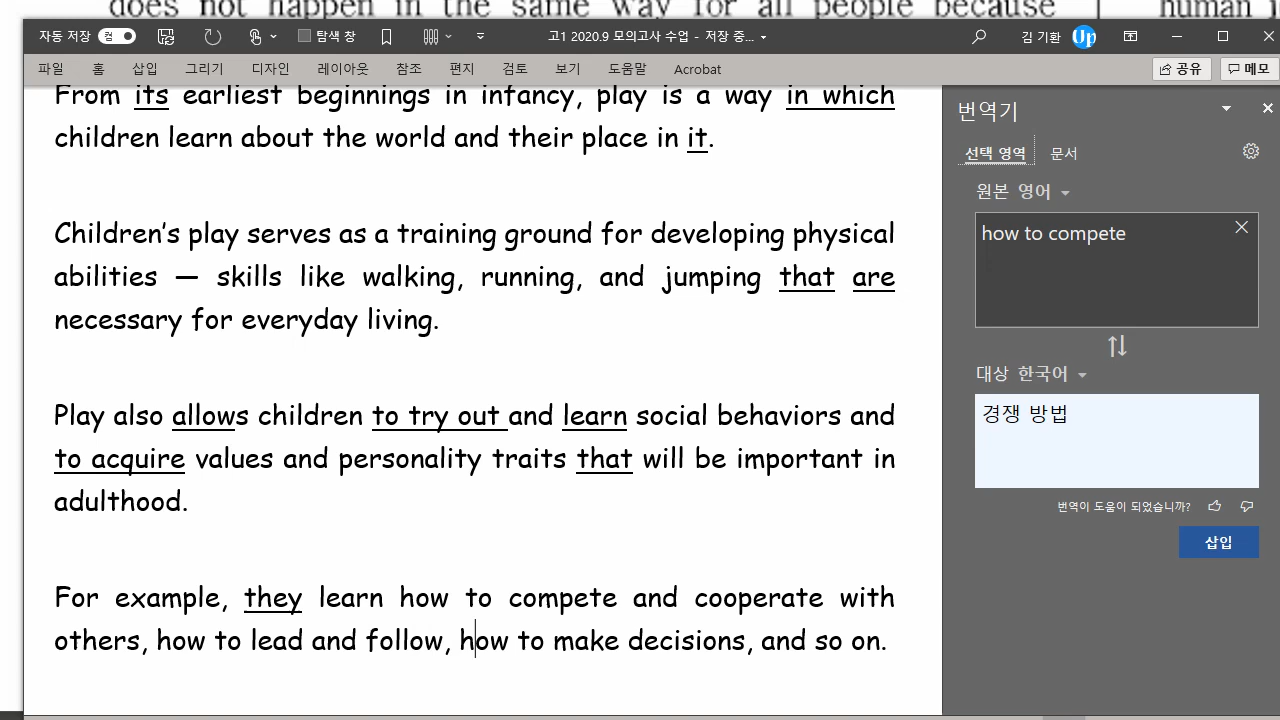 does not happen in the same way for all people because
human i
자동 저장 컴 탐색 창 고1 2020.9 모의고사 수업 - 저장 중... 김 기환 Up
파일 홈 삽입 그리기 디자인 레이아웃 참조 편지 검토 보기 도움말 Acrobat 공유 메모
From its earliest beginnings in infancy, play is a way in which
children learn about the world and their place in it.
Children's play serves as a training ground for developing physical
abilities — skills like walking, running, and jumping that are
necessary for everyday living.
Play also allows children to try out and learn social behaviors and
to acquire values and personality traits that will be important in
adulthood.
For example, they learn how to compete and cooperate with
others, how to lead and follow, how to make decisions, and so on.
번역기
선택 영역 문서
원본 영어
how to compete
대상 한국어
경쟁 방법
번역이 도움이 되었습니까?
삽입